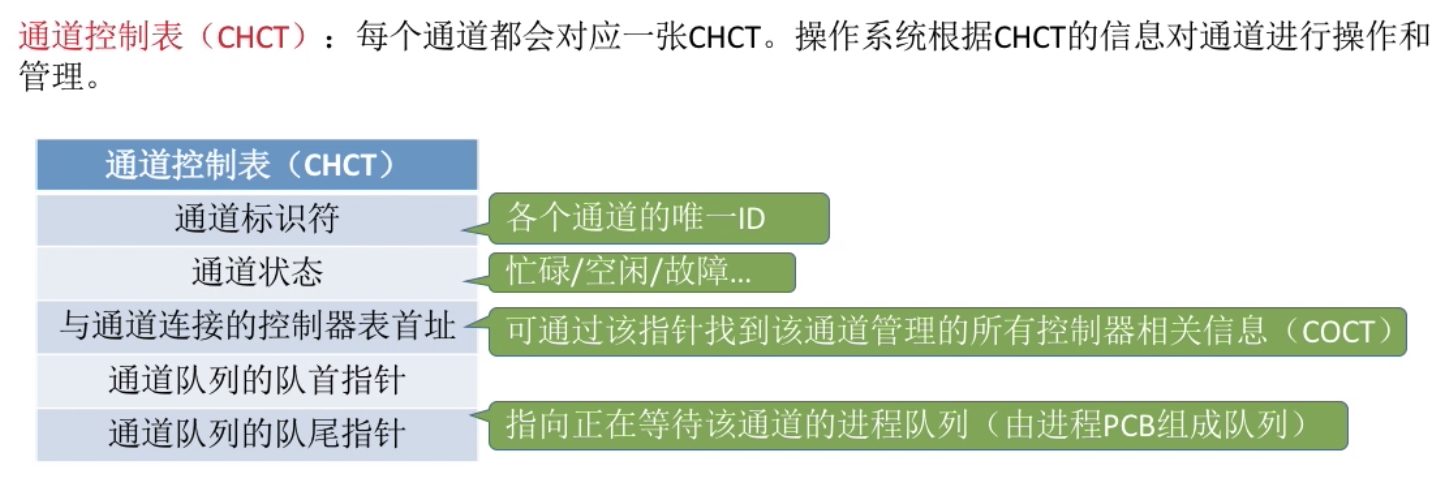 通道控制表（CHCT）：每个通道都会对应一张CHCT。操作系统根据CHCT的信息对通道进行操作和
管理。
通道控制表（CHCT）
通道标识符
各个通道的唯一ID
通道状态
忙碌/空闲/故障...
与通道连接的控制器表首址
可通过该指针找到该通道管理的所有控制器相关信息（COCT）
通道队列的队首指针
通道队列的队尾指针
指向正在等待该通道的进程队列（由进程PCB组成队列）